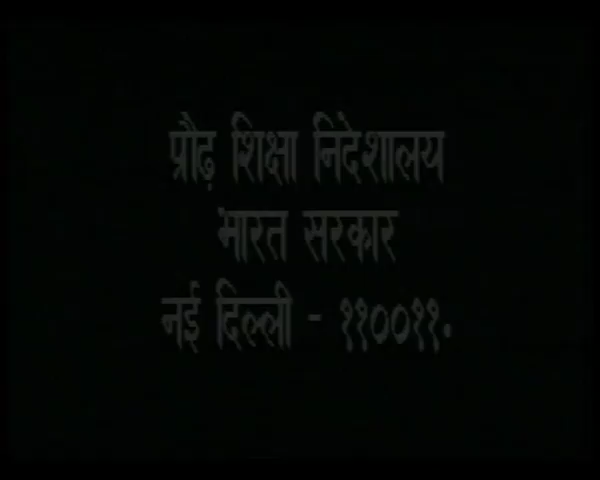 प्रौढ़ शिक्षा निदेशालय
भारत सरकार
नई दिल्ली - ११००११.